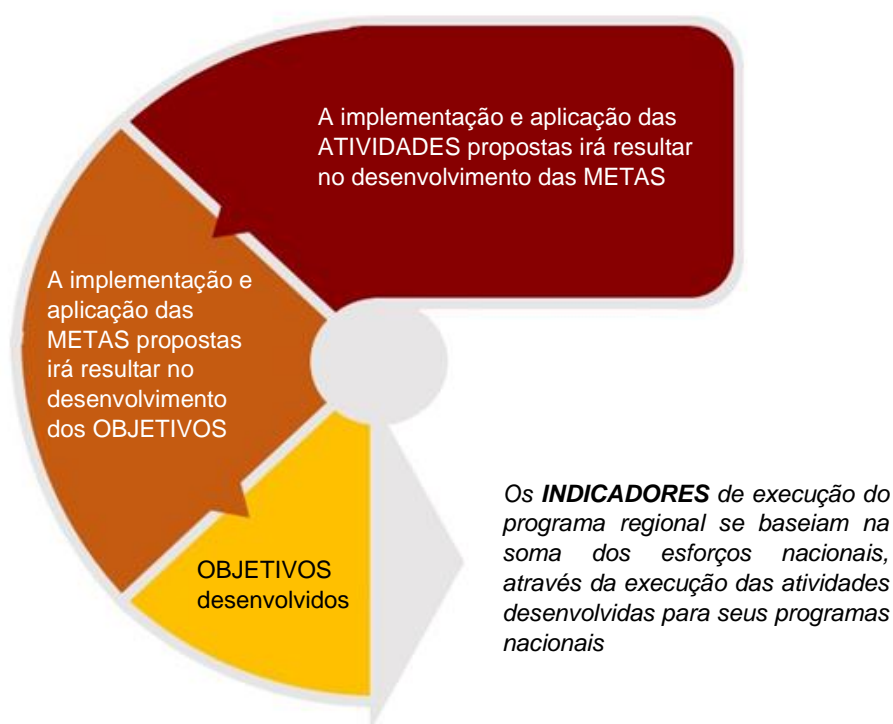 A implementação e aplicação das
ATIVIDADES propostas irá resultar
no desenvolvimento das METAS
A implementação e
aplicação das
METAS propostas
irá resultar no
desenvolvimento
dos OBJETIVOS
OBJETIVOS
desenvolvidos
Os INDICADORES de execução do
programa regional se baseiam na
soma dos esforços nacionais,
através da execução das atividades
desenvolvidas para seus programas
nacionais